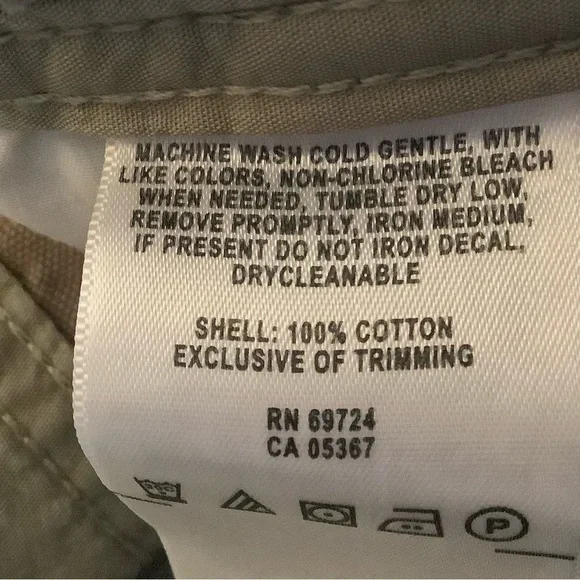 MACHINE WASH COLD GENTLE, WITH
LIKE COLORS, NON-CHLORINE BLEACH
WHEN NEEDED, TUMBLE DRY LOW,
REMOVE PROMPTLY, IRON MEDIUM,
IF PRESENT DO NOT IRON DECAL,
DRYCLEANABLE
SHELL: 100% COTTON
EXCLUSIVE OF TRIMMING
RN 69724
CA 05367
P